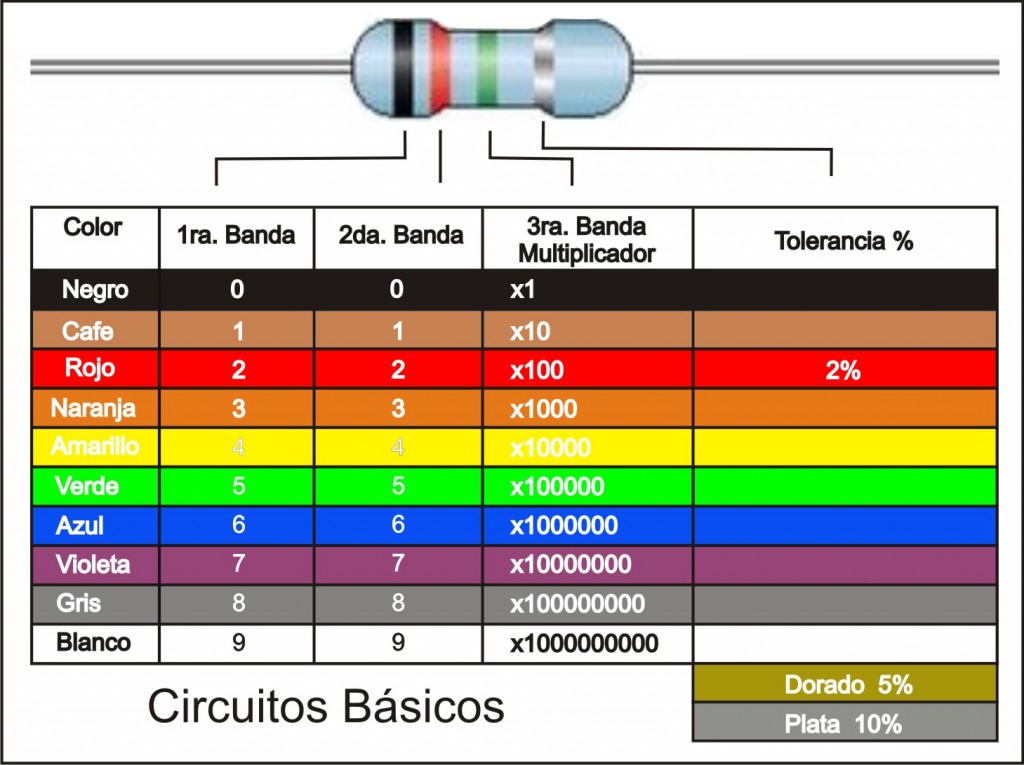 Color 1ra. Banda 2da. Banda 3ra. Banda Multiplicador Tolerancia %
Negro 0 0 x1
Cafe 1 1 x10
Rojo 2 2 x100 2%
Naranja 3 3 x1000
Amarillo 4 4 x10000
Verde 5 5 x100000
Azul 6 6 x1000000
Violeta 7 7 x10000000
Gris 8 8 x100000000
Blanco 9 9 x1000000000
Dorado 5%
Plata 10%
Circuitos Básicos